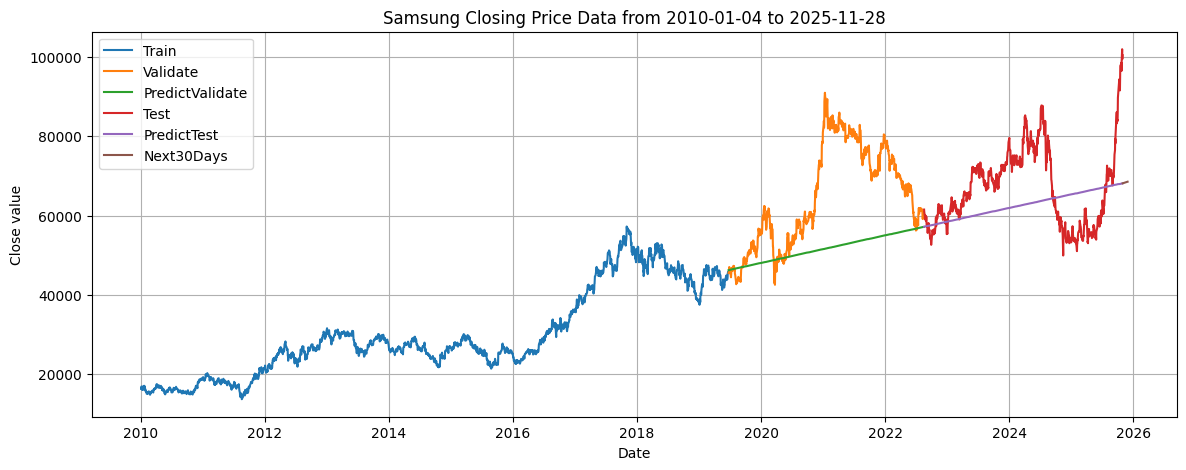 Samsung Closing Price Data from 2010-01-04 to 2025-11-28
Train
Validate
PredictValidate
Test
PredictTest
Next30Days
Close value
100000
80000
60000
40000
20000
2010 2012 2014 2016 2018 2020 2022 2024 2026
Date